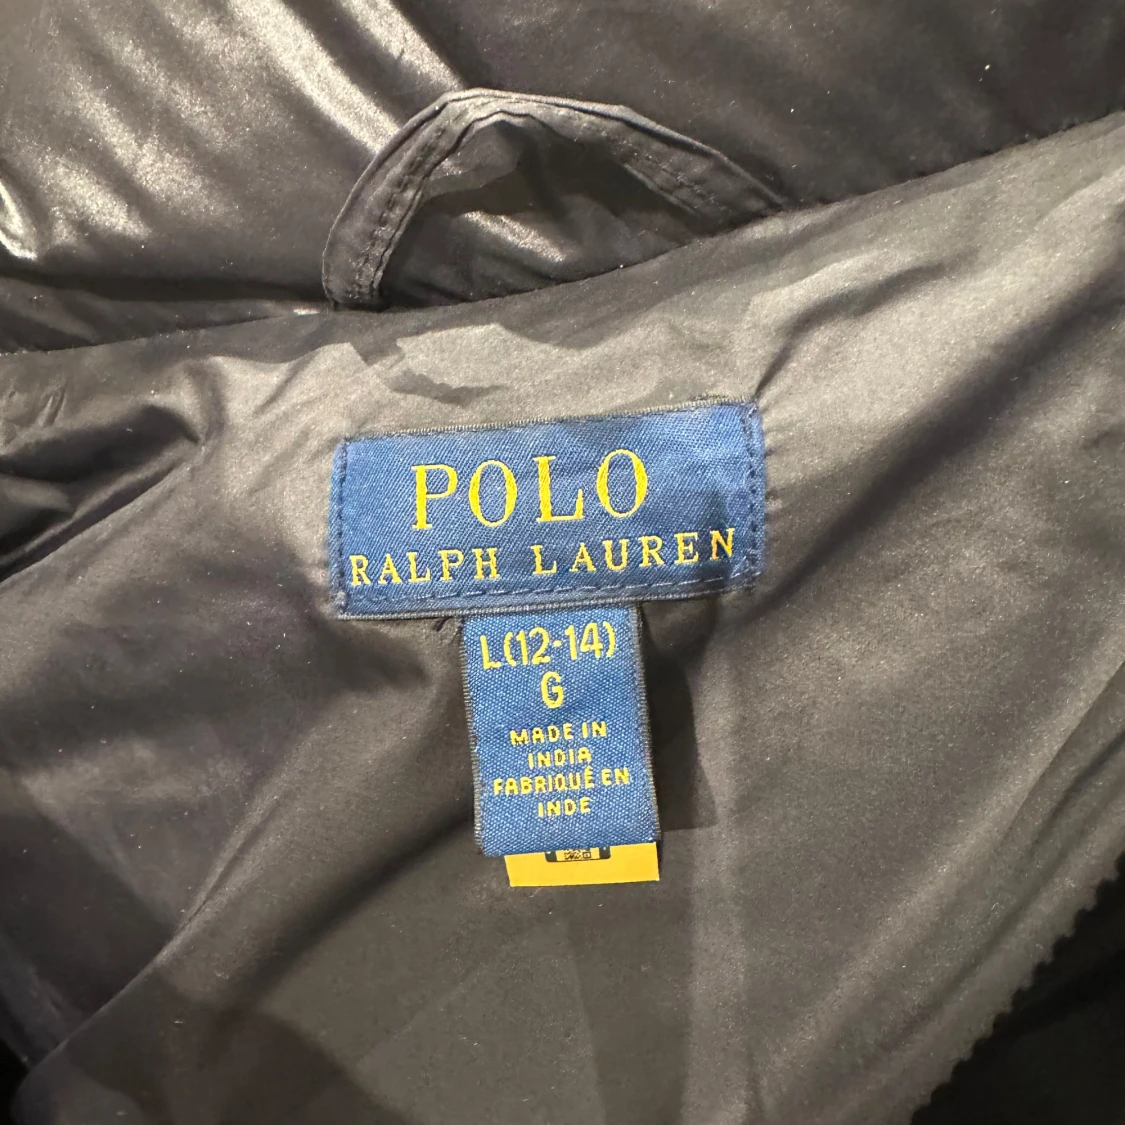 POLO
RALPH LAUREN
L(12-14)
G
MADE IN
INDIA
FABRIQUÉ EN
INDE